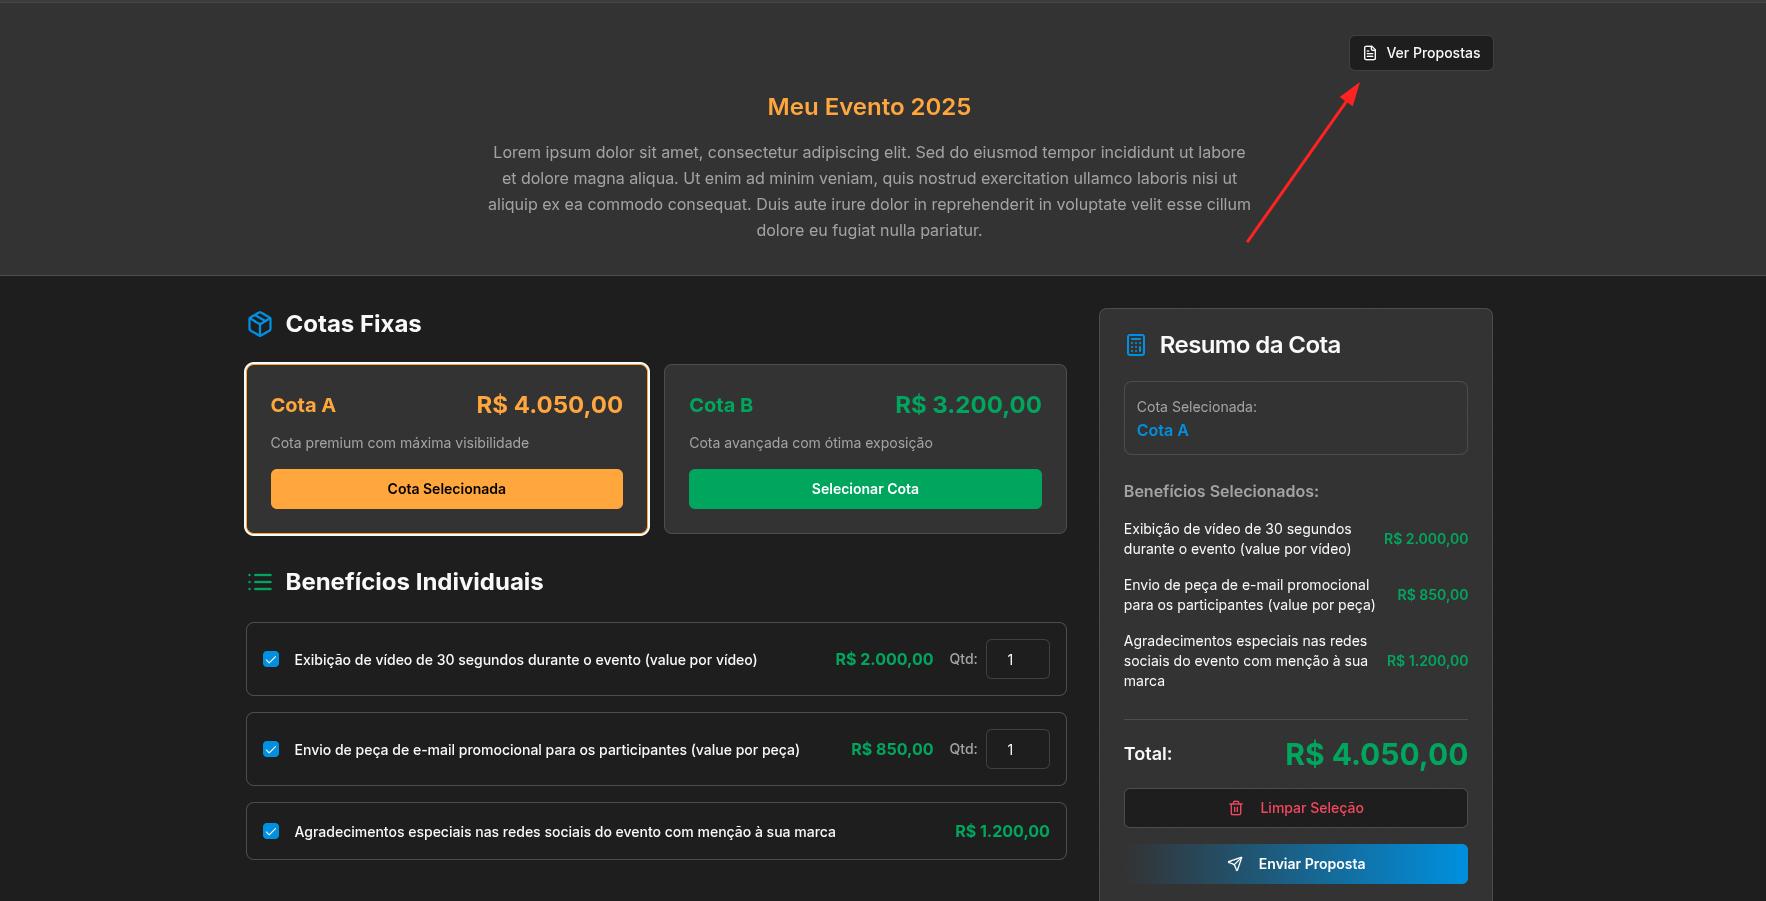 Ver Propostas
Meu Evento 2025
Lorem ipsum dolor sit amet, consectetur adipiscing elit. Sed do eiusmod tempor incididunt ut labore
et dolore magna aliqua. Ut enim ad minim veniam, quis nostrud exercitation ullamco laboris nisi ut
aliquip ex ea commodo consequat. Duis aute irure dolor in reprehenderit in voluptate velit esse cillum
dolore eu fugiat nulla pariatur.
Cotas Fixas
Cota A R$ 4.050,00
Cota premium com máxima visibilidade
Cota Selecionada
Cota B R$ 3.200,00
Cota avançada com ótima exposição
Selecionar Cota
Benefícios Individuais
Exibição de vídeo de 30 segundos durante o evento (value por vídeo) R$ 2.000,00 Qtd: 1
Envio de peça de e-mail promocional para os participantes (value por peça) R$ 850,00 Qtd: 1
Agradecimentos especiais nas redes sociais do evento com menção à sua marca R$ 1.200,00
Resumo da Cota
Cota Selecionada:
Cota A
Benefícios Selecionados:
Exibição de vídeo de 30 segundos
durante o evento (value por vídeo) R$ 2.000,00
Envio de peça de e-mail promocional
para os participantes (value por peça) R$ 850,00
Agradecimentos especiais nas redes
sociais do evento com menção à sua R$ 1.200,00
marca
Total: R$ 4.050,00
Limpar Seleção
Enviar Proposta